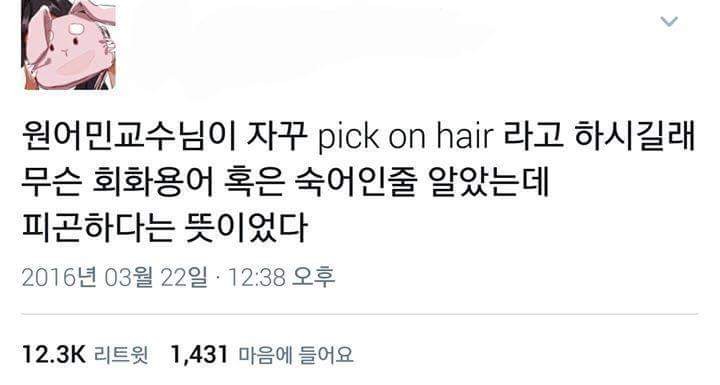 원어민교수님이 자꾸 pick on hair 라고 하시길래
무슨 회화용어 혹은 숙어인줄 알았는데
피곤하다는 뜻이었다
2016년 03월 22일 · 12:38 오후
12.3K 리트윗 1,431 마음에 들어요